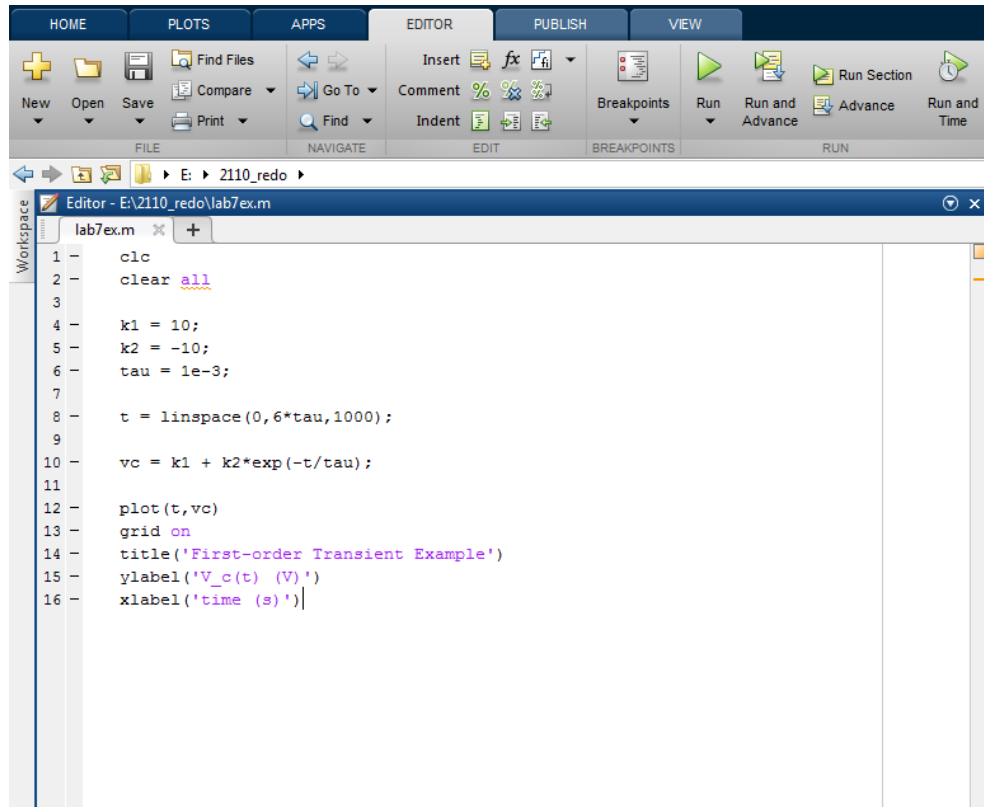 HOME PLOTS APPS EDITOR PUBLISH VIEW
New Open Save Find Files Compare Print
Go To Find
Insert fx
Comment
Indent
Breakpoints
Run Run and Advance Run Section Advance Run and Time
FILE NAVIGATE EDIT BREAKPOINTS RUN
E: 2110_redo
Workspace
Editor - E:\2110_redo\lab7ex.m
lab7ex.m +
1 - clc
2 - clear all
3
4 - k1 = 10;
5 - k2 = -10;
6 - tau = 1e-3;
7
8 - t = linspace(0,6*tau,1000);
9
10 - vc = k1 + k2*exp(-t/tau);
11
12 - plot(t,vc)
13 - grid on
14 - title('First-order Transient Example')
15 - ylabel('V_c(t) (V)')
16 - xlabel('time (s)')